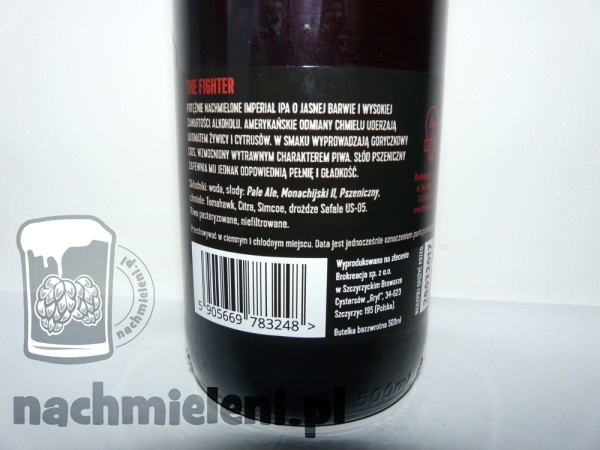 THE FIGHTER
POTĘŻNIE NACHMIELONE IMPERIAL IPA O JASNEJ BARWIE I WYSOKIEJ
ZAWARTOŚCI ALKOHOLU. AMERYKAŃSKIE ODMIANY CHMIELU UDERZAJĄ
AROMATEM ŻYWICY I CYTRUSÓW. W SMAKU WYPROWADZAJĄ GORYCZKOWY
CIOS, WZMOCNIONY WYTRAWNYM CHARAKTEREM PIWA. SŁÓD PSZENICZNY
ZAPEWNIA MU JEDNAK ODPOWIEDNIĄ PEŁNIĘ I GŁADKOŚĆ.
Składniki: woda, słody: Pale Ale, Monachijski II, Pszeniczny,
chmiele: Tomahawk, Citra, Simcoe, drożdże Safale US-05.
Piwo pasteryzowane, niefiltrowane.
Przechowywać w ciemnym i chłodnym miejscu. Data jest jednocześnie oznaczeniem partii
5 905669 783248 >
Wyprodukowano na zlecenie
Brokreacja sp. z o.o.
w Szczyrzyckim Browarze
Cystersów „Gryf”, 34-623
Szczyrzyc 195 (Polska).
Butelka bezzwrotna 500ml
500ml
nachmieleni.pl
nachmieleni.pl